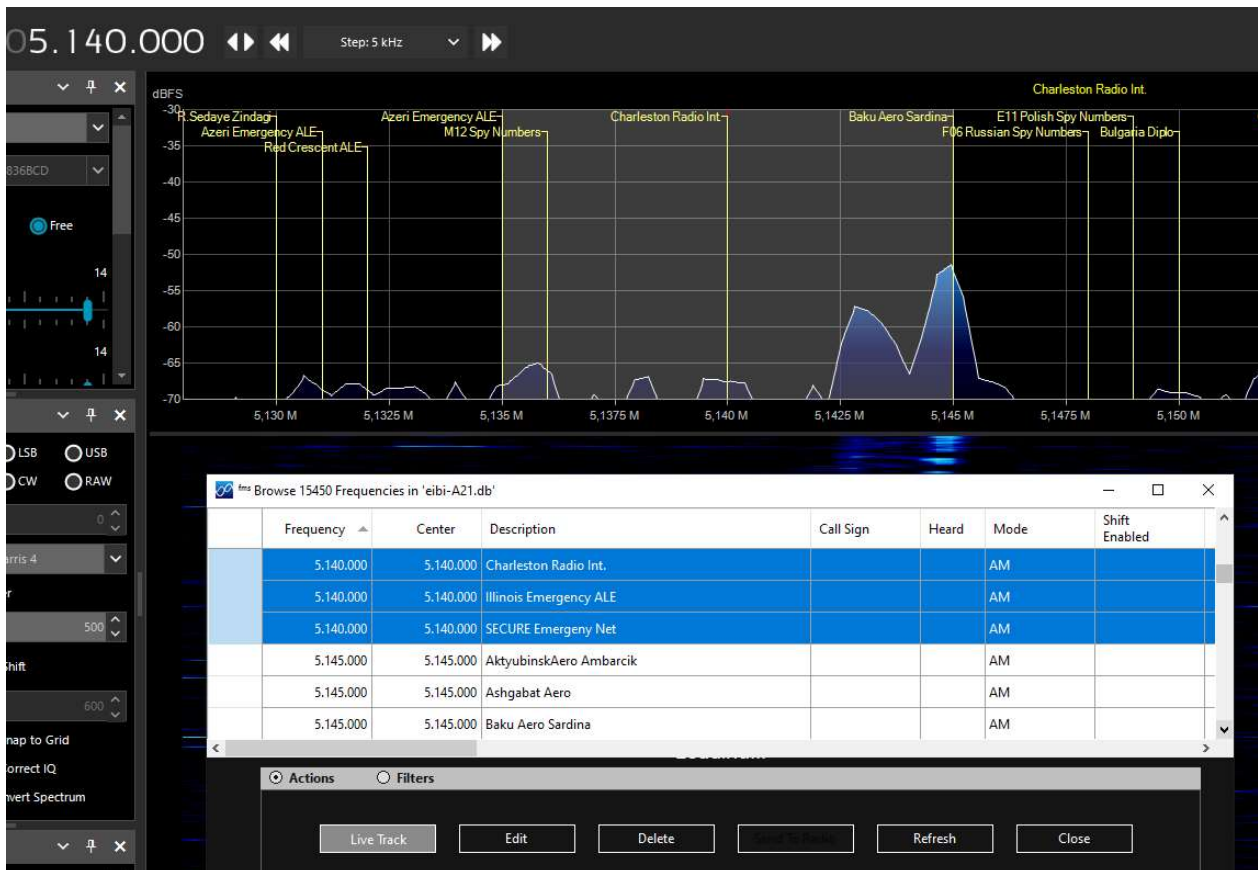 05.140.000
Step: 5 kHz
dBFS
Charleston Radio Int.
-30
R.Sedaye Zindagi
Azeri Emergency ALE
Charleston Radio Int.
Baku Aero Sardina
E11 Polish Spy Numbers
Azeri Emergency ALE
M12 Spy Numbers
F06 Russian Spy Numbers
Bulgaria Diplo
Red Crescent ALE
-35
836BCD
-40
-45
Free
-50
14
-55
-60
14
-65
-70
5,130 M
5,1325 M
5,135 M
5,1375 M
5,140 M
5,1425 M
5,145 M
5,1475 M
5,150 M
LSB
USB
CW
RAW
0
arris 4
500
Shift
600
nap to Grid
orrect IQ
nvert Spectrum
fms Browse 15450 Frequencies in 'eibi-A21.db'
Frequency Center Description Call Sign Heard Mode Shift Enabled
5.140.000 5.140.000 Charleston Radio Int. AM
5.140.000 5.140.000 Illinois Emergency ALE AM
5.140.000 5.140.000 SECURE Emergeny Net AM
5.145.000 5.145.000 AktyubinskAero Ambarcik AM
5.145.000 5.145.000 Ashgabat Aero AM
5.145.000 5.145.000 Baku Aero Sardina AM
Actions Filters
Live Track Edit Delete Refresh Close